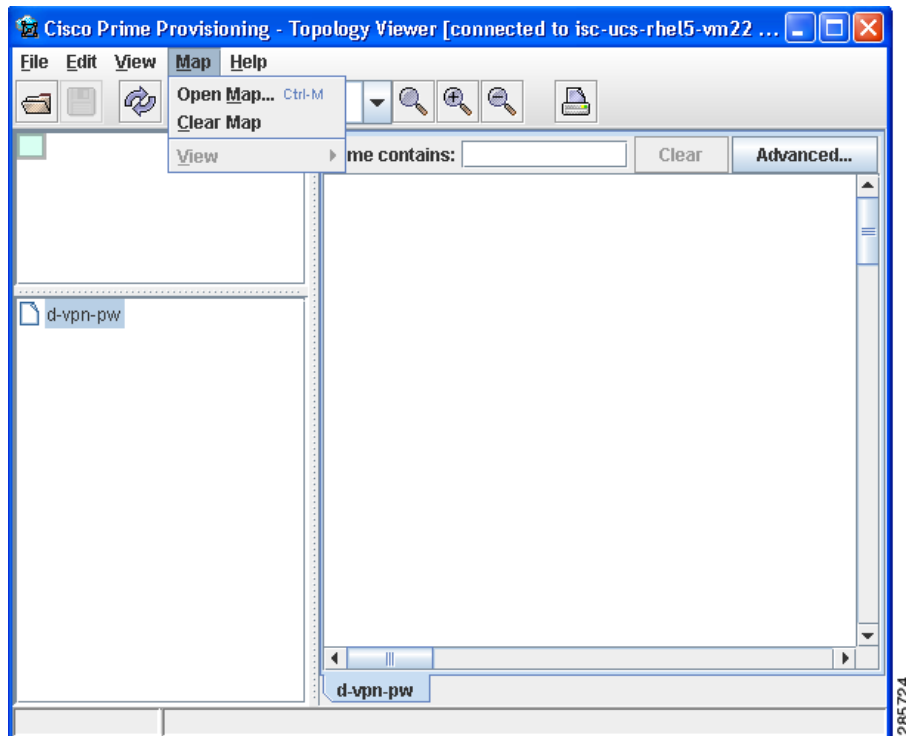 Cisco Prime Provisioning - Topology Viewer [connected to isc-ucs-rhel5-vm22 ...
File Edit View Map Help
Open Map... Ctrl-M
Clear Map
View
me contains: Clear Advanced...
d-vpn-pw
d-vpn-pw
285724